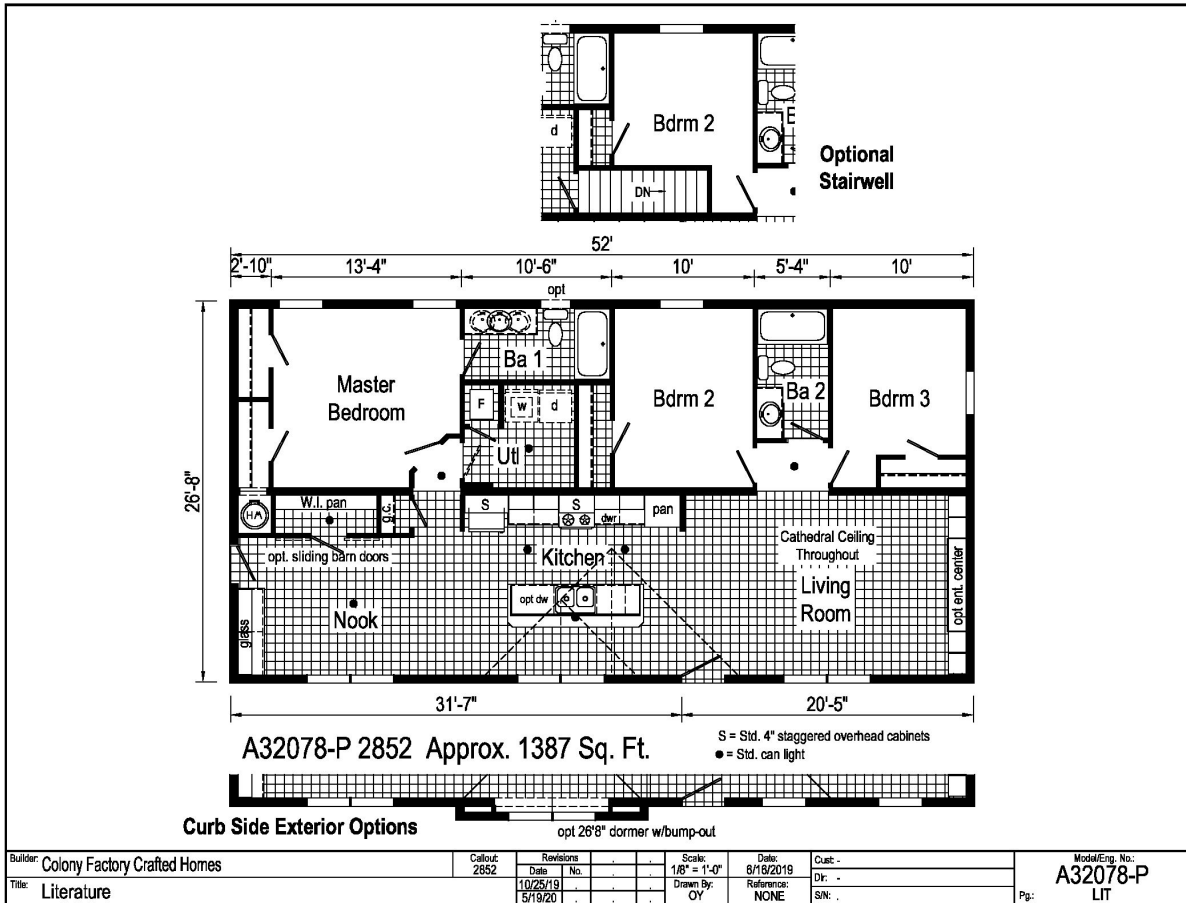 d
Bdrm 2
DN
Optional
Stairwell
52'
2'-10"
13'-4"
10'-6"
10'
5'-4"
10'
opt
26'-8"
Master
Bedroom
Ba 1
F
w
d
Utl
Bdrm 2
Ba 2
Bdrm 3
HW
W.I. pan
g.c.
S
S
dwr
pan
opt. sliding barn doors
Kitchen
Cathedral Ceiling
Throughout
Living
Room
opt ent. center
opt dw
Nook
glass
31'-7"
20'-5"
A32078-P 2852 Approx. 1387 Sq. Ft.
S = Std. 4" staggered overhead cabinets
● = Std. can light
Curb Side Exterior Options
opt 26'8" dormer w/bump-out
Builder: Colony Factory Crafted Homes
Title: Literature
Callout:
2852
Revisions
Date No.
10/25/19
5/19/20
Scale:
1/8" = 1'-0"
Drawn By:
OY
Date:
8/16/2019
Reference:
NONE
Cust: -
Dlr: -
S/N: .
Model/Eng. No.:
A32078-P
Pg.: LIT